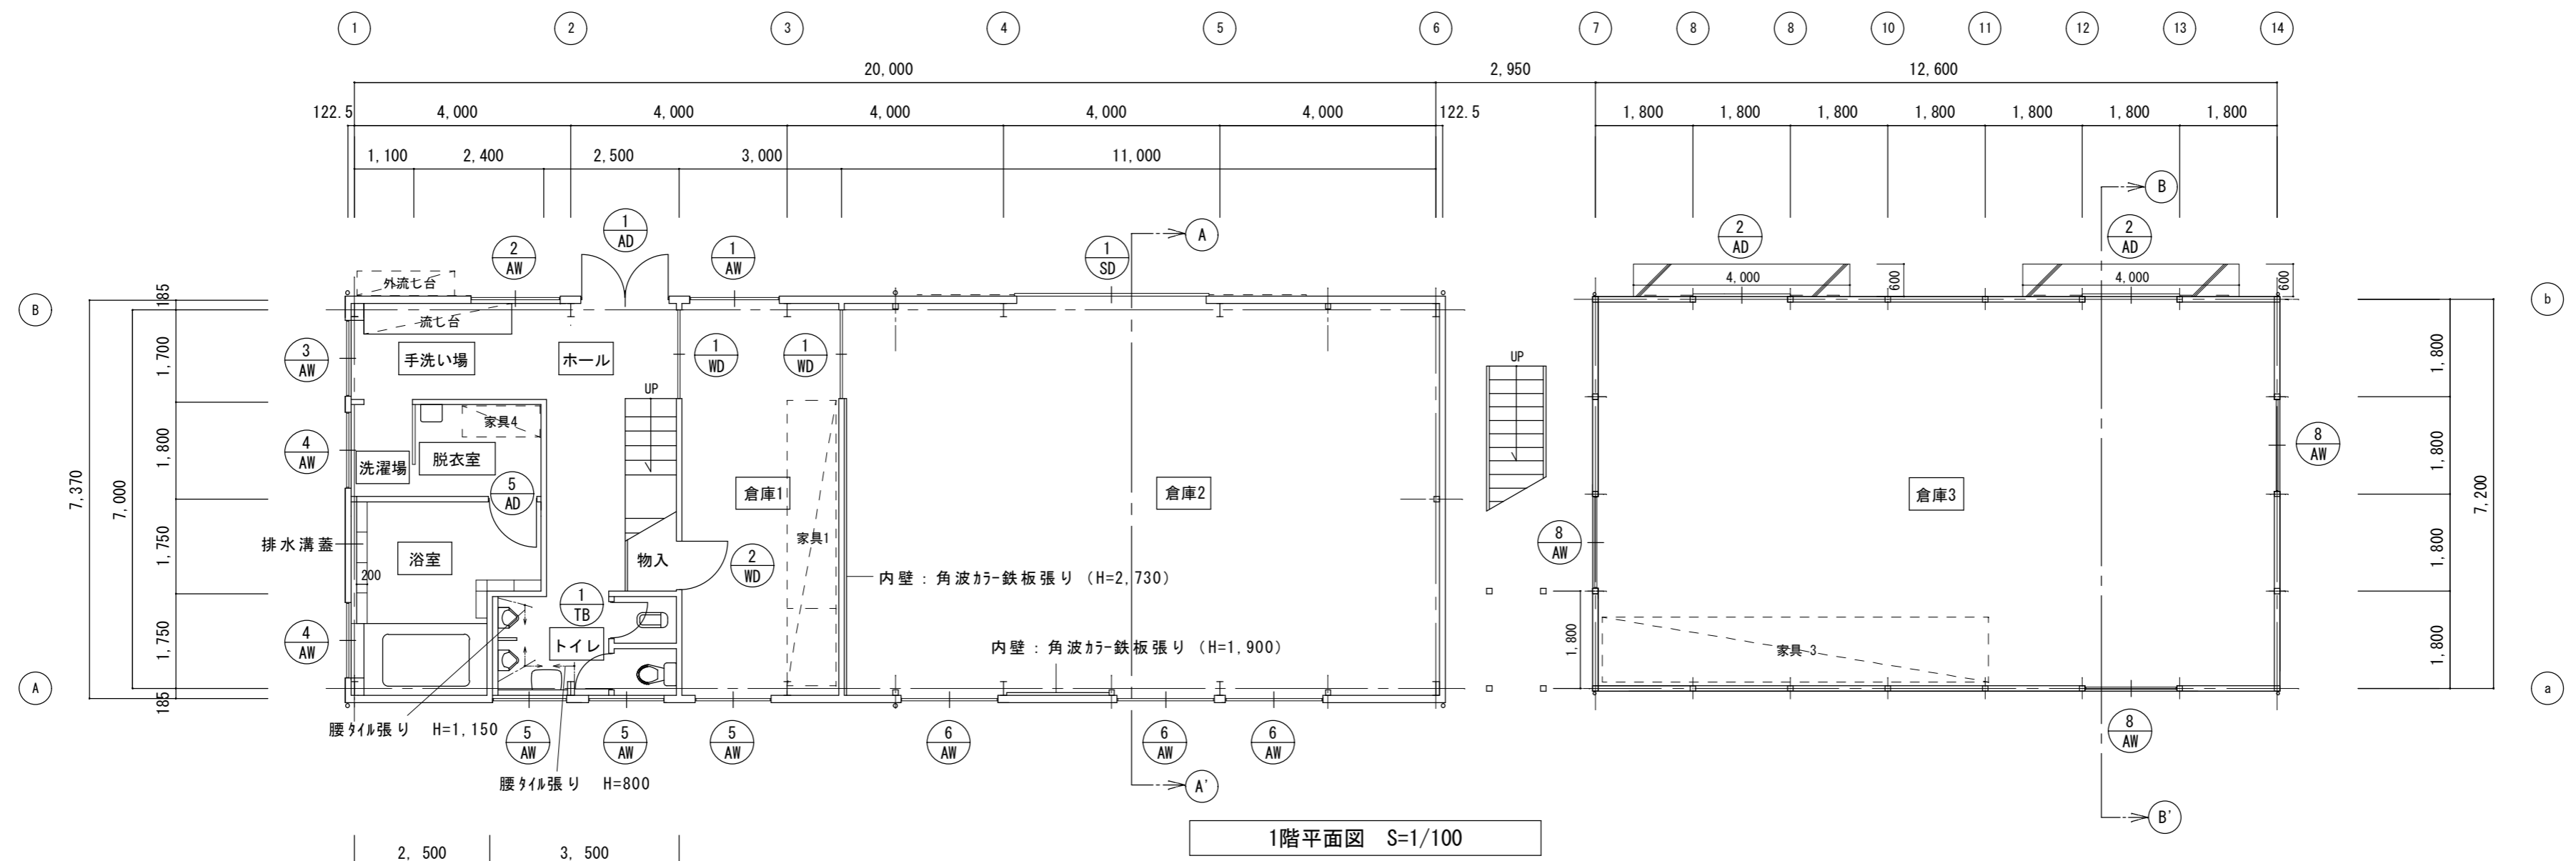 1 2 3 4 5 6 7 8 8 10 11 12 13 14
20,000 2,950 12,600
122.5 4,000 4,000 4,000 4,000 4,000 122.5 1,800 1,800 1,800 1,800 1,800 1,800 1,800
1,100 2,400 2,500 3,000 11,000
B
1
AD
2
AW
1
AW
A
1
SD
2
AD
2
AD
外流し台
4,000
600
4,000
600
185
B
b
流し台
3
AW
手洗い場
ホール
1
WD
1
WD
1,700
UP
UP
1,800
家具4
4
AW
洗濯場
脱衣室
5
AD
倉庫1
倉庫2
倉庫3
8
AW
1,800
1,800
7,370
7,000
7,200
排水溝蓋
浴室
200
物入
2
WD
家具1
8
AW
1,750
1,800
内壁：角波カラー鉄板張り（H=2,730）
1
TB
トイレ
4
AW
1,750
内壁：角波カラー鉄板張り（H=1,900）
1,800
家具 3
1,800
A
a
185
腰タイル張り H=1,150
5
AW
5
AW
5
AW
6
AW
6
AW
6
AW
8
AW
腰タイル張り H=800
A'
B'
1階平面図 S=1/100
2, 500 3, 500